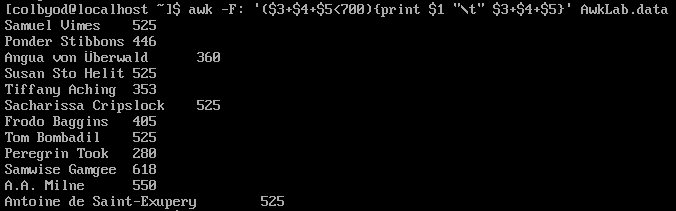 [colbyod@localhost ~]$ awk -F: '($3+$4+$5<700){print $1 "\t" $3+$4+$5}' AwkLab.data
Samuel Vimes    525
Ponder Stibbons 446
Angua von Überwald      360
Susan Sto Helit 525
Tiffany Aching  353
Sacharissa Cripslock    525
Frodo Baggins   405
Tom Bombadil    525
Peregrin Took   280
Samwise Gamgee  618
A.A. Milne      550
Antoine de Saint-Exupery        525